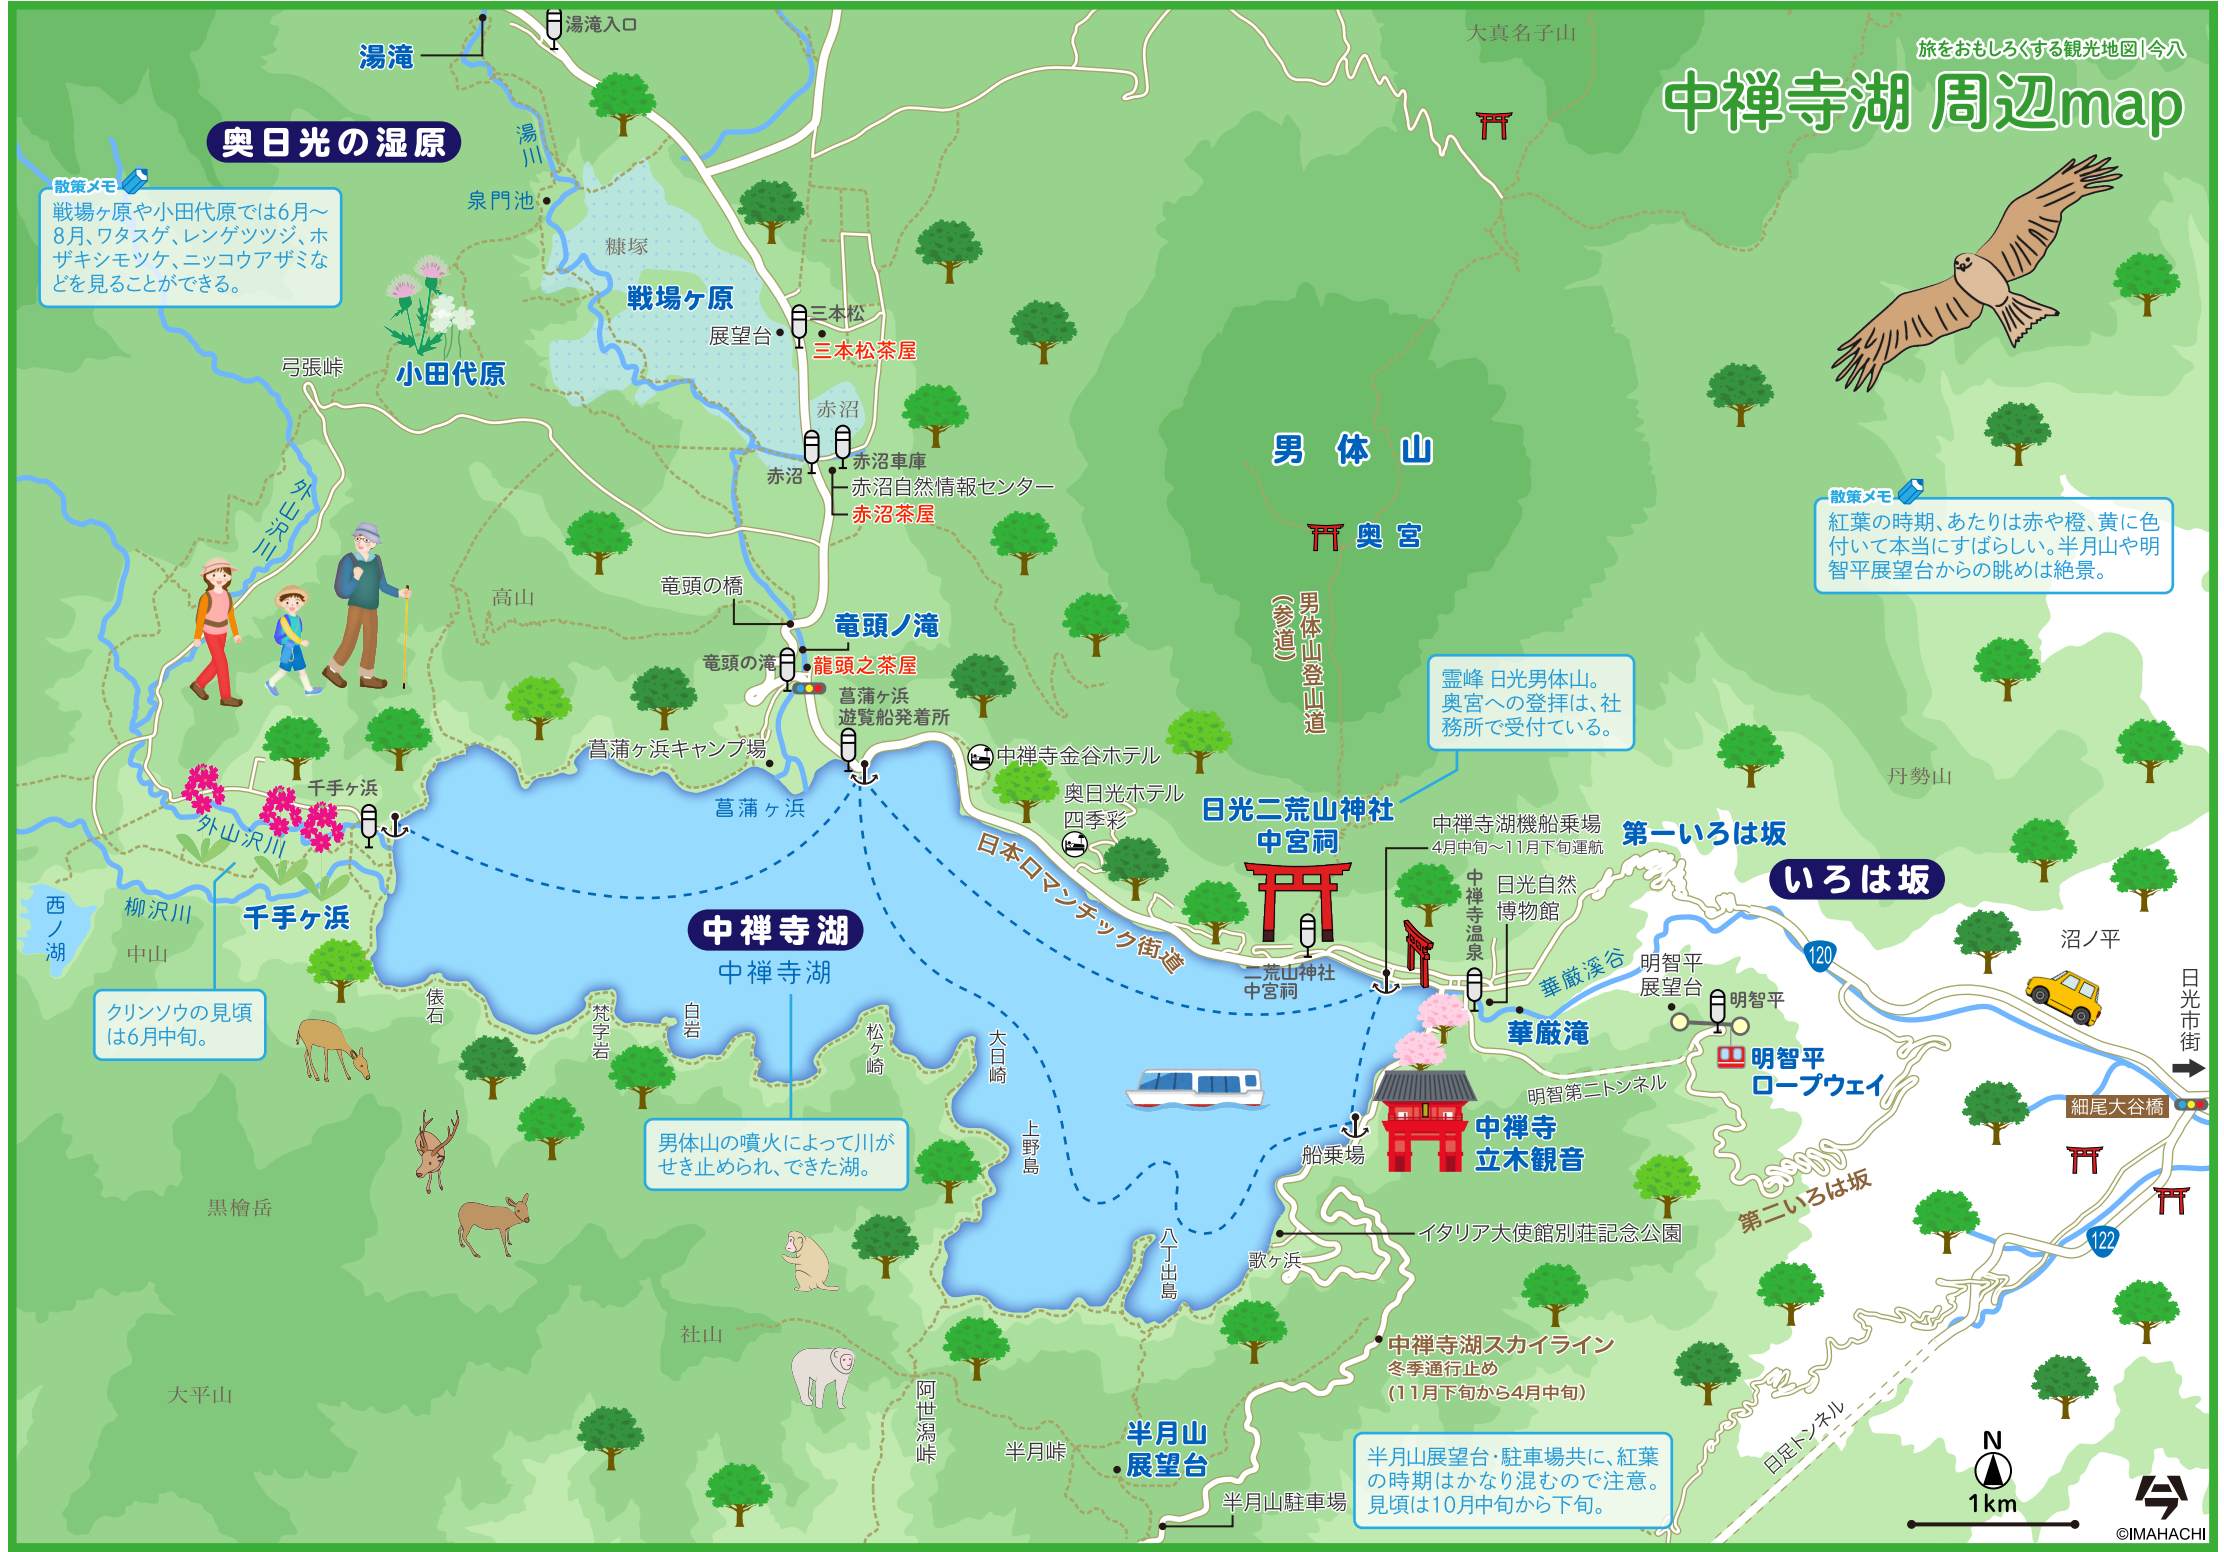 旅をおもしろくする観光地図|今八
中禅寺湖 周辺map
湯滝入口
湯滝
大真名子山
奥日光の湿原
湯川
泉門池
散策メモ
戦場ヶ原や小田代原では6月〜
8月、ワタスゲ、レンゲツツジ、ホ
ザキシモツケ、ニッコウアザミな
どを見ることができる。
糠塚
戦場ヶ原
三本松
展望台
三本松茶屋
弓張峠
小田代原
赤沼
赤沼
赤沼車庫
赤沼自然情報センター
赤沼茶屋
男体山
奥宮
男体山登山道
(参道)
散策メモ
紅葉の時期、あたりは赤や橙、黄に色
付いて本当にすばらしい。半月山や明
智平展望台からの眺めは絶景。
外山沢川
高山
竜頭の橋
竜頭ノ滝
竜頭の滝
龍頭之茶屋
菖蒲ヶ浜
遊覧船発着所
菖蒲ヶ浜キャンプ場
菖蒲ヶ浜
霊峰 日光男体山。
奥宮への登拝は、社
務所で受付ている。
中禅寺金谷ホテル
奥日光ホテル
四季彩
日本ロマンチック街道
日光二荒山神社
中宮祠
二荒山神社
中宮祠
丹勢山
中禅寺湖機船乗場
4月中旬〜11月下旬運航
中禅寺温泉
日光自然
博物館
第一いろは坂
いろは坂
千手ヶ浜
外山沢川
柳沢川
千手ヶ浜
西ノ湖
中山
クリンソウの見頃
は6月中旬。
中禅寺湖
中禅寺湖
俵石
梵字岩
白岩
松ヶ崎
大日崎
上野島
八丁出島
男体山の噴火によって川が
せき止められ、できた湖。
華厳渓谷
華厳滝
明智平
展望台
明智平
明智平
ロープウェイ
120
沼ノ平
日光市街
明智第二トンネル
細尾大谷橋
中禅寺
立木観音
船乗場
第二いろは坂
122
イタリア大使館別荘記念公園
歌ヶ浜
黒檜岳
社山
大平山
阿世潟峠
半月峠
半月山
展望台
中禅寺湖スカイライン
冬季通行止め
(11月下旬から4月中旬)
半月山駐車場
半月山展望台・駐車場共に、紅葉
の時期はかなり混むので注意。
見頃は10月中旬から下旬。
日足トンネル
N
1km
©IMAHACHI